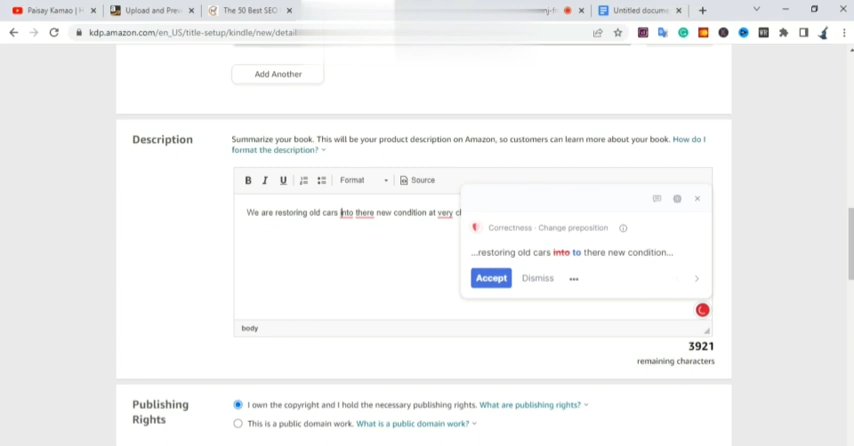 Paisay Kamao | H
Upload and Prev
The 50 Best SEO
Untitled docume
kdp.amazon.com/en_US/title-setup/kindle/new/detail
Add Another
Description
Summarize your book. This will be your product description on Amazon, so customers can learn more about your book. How do I
format the description?
B I U Format Source
We are restoring old cars into there new condition at very cl
Correctness · Change preposition
...restoring old cars into to there new condition...
Accept Dismiss
body
3921
remaining characters
Publishing
Rights
I own the copyright and I hold the necessary publishing rights. What are publishing rights?
This is a public domain work. What is a public domain work?